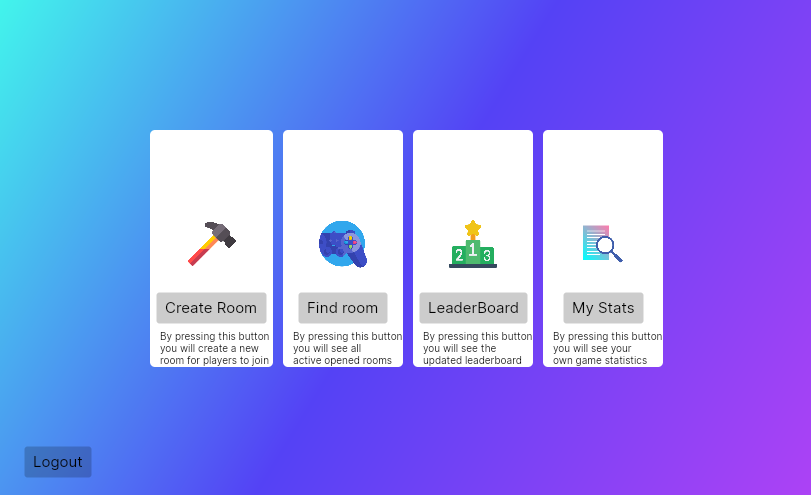 2 1 3
Create Room
By pressing this button
you will create a new
room for players to join
Find room
By pressing this button
you will see all
active opened rooms
LeaderBoard
By pressing this button
you will see the
updated leaderboard
My Stats
By pressing this button
you will see your
own game statistics
Logout